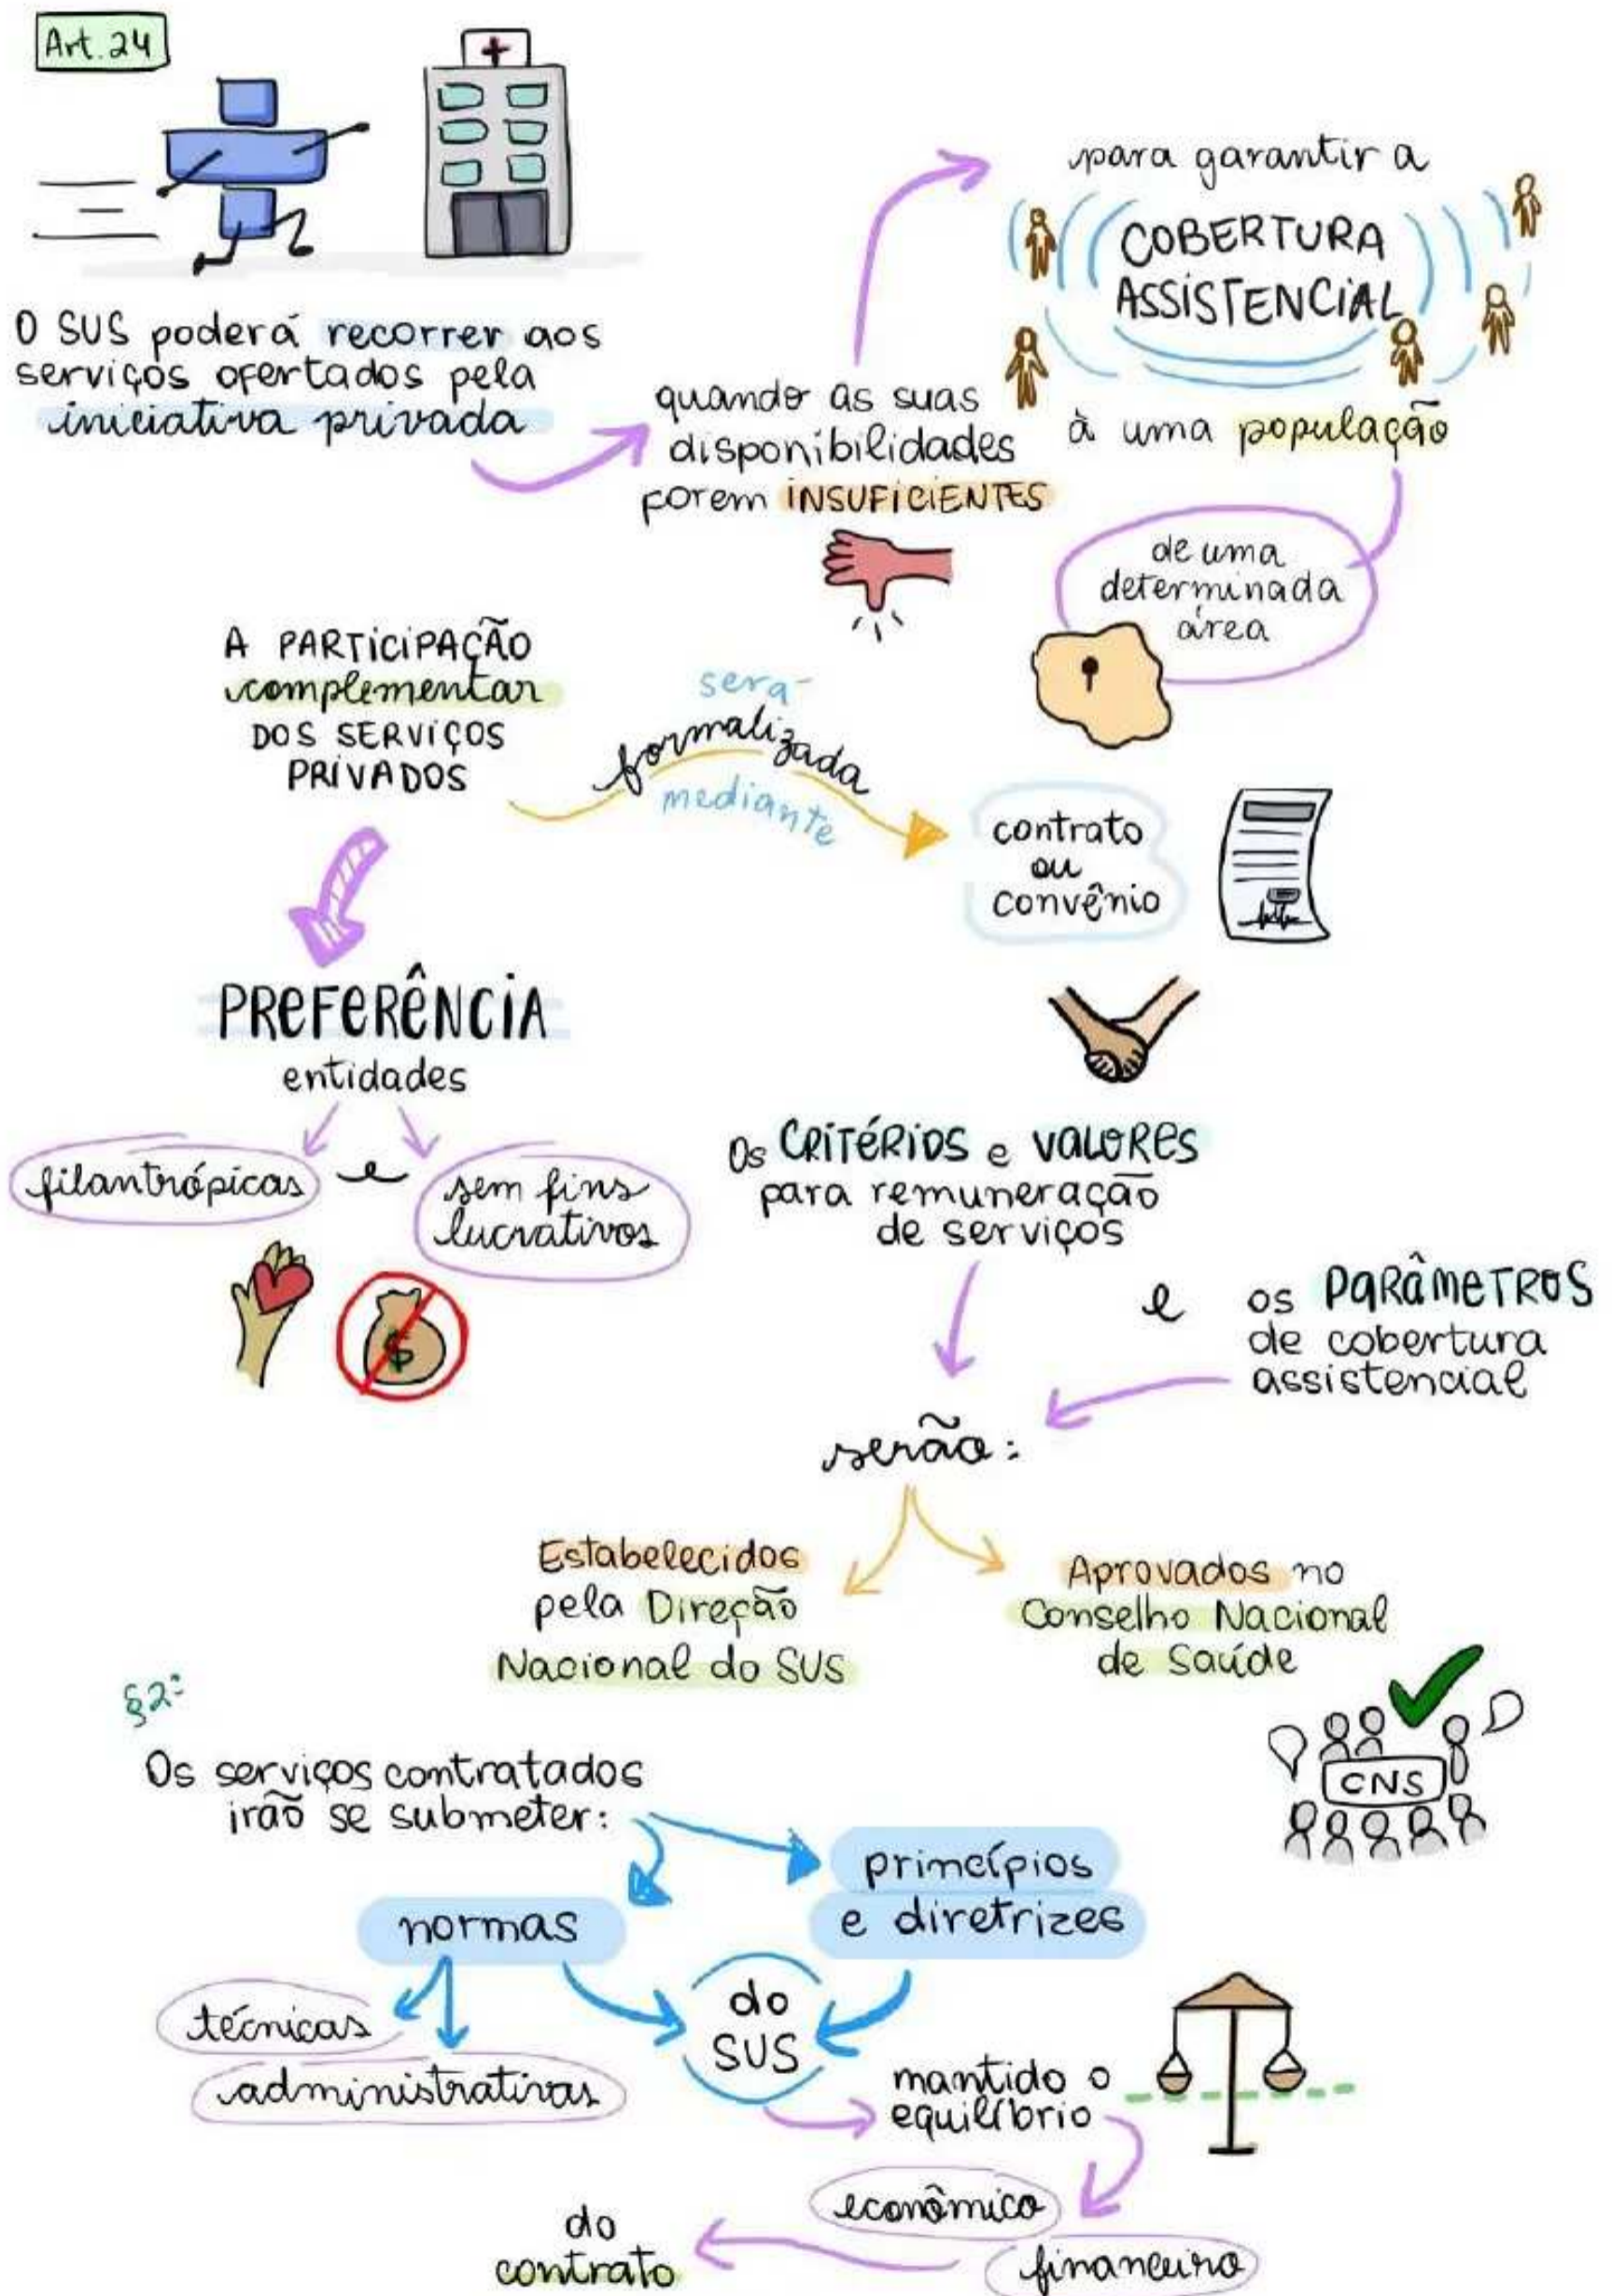 Art. 24
O SUS poderá recorrer aos
serviços ofertados pela
iniciativa privada
quando as suas
disponibilidades
forem INSUFICIENTES
para garantir a
COBERTURA
ASSISTENCIAL
à uma população
de uma
determinada
área
A PARTICIPAÇÃO
complementar
DOS SERVIÇOS
PRIVADOS
será
formalizada
mediante
contrato
ou
convênio
PREFERÊNCIA
entidades
filantrópicas e sem fins
lucrativos
$
Os CRITÉRIOS e VALORES
para remuneração
de serviços
e os PARÂMETROS
de cobertura
assistencial
serão:
Estabelecidos
pela Direção
Nacional do SUS
Aprovados no
Conselho Nacional
de Saúde
CNS
§2º
Os serviços contratados
irão se submeter:
normas
princípios
e diretrizes
técnicas
administrativas
do
SUS
mantido o
equilíbrio
econômico
financeiro
do
contrato